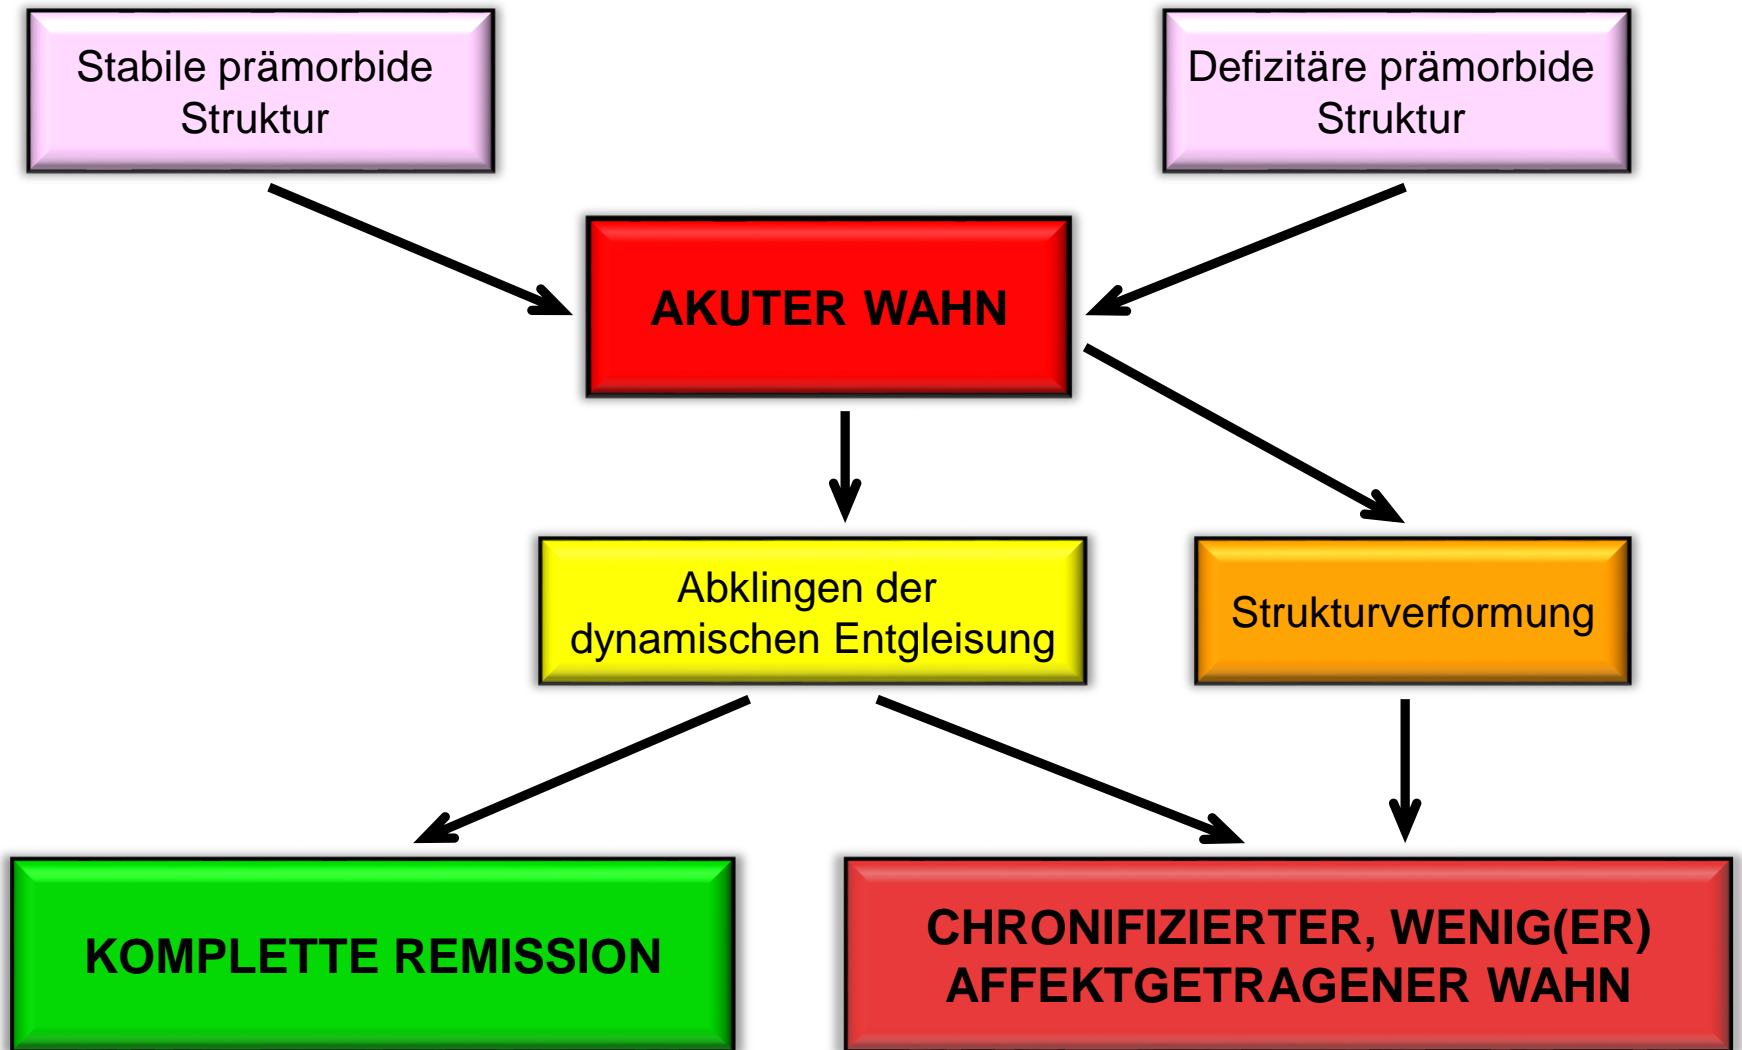 Stabile prämorbide
Struktur
Defizitäre prämorbide
Struktur
AKUTER WAHN
Abklingen der
dynamischen Entgleisung
Strukturverformung
KOMPLETTE REMISSION
CHRONIFIZIERTER, WENIG(ER)
AFFEKTGETRAGENER WAHN